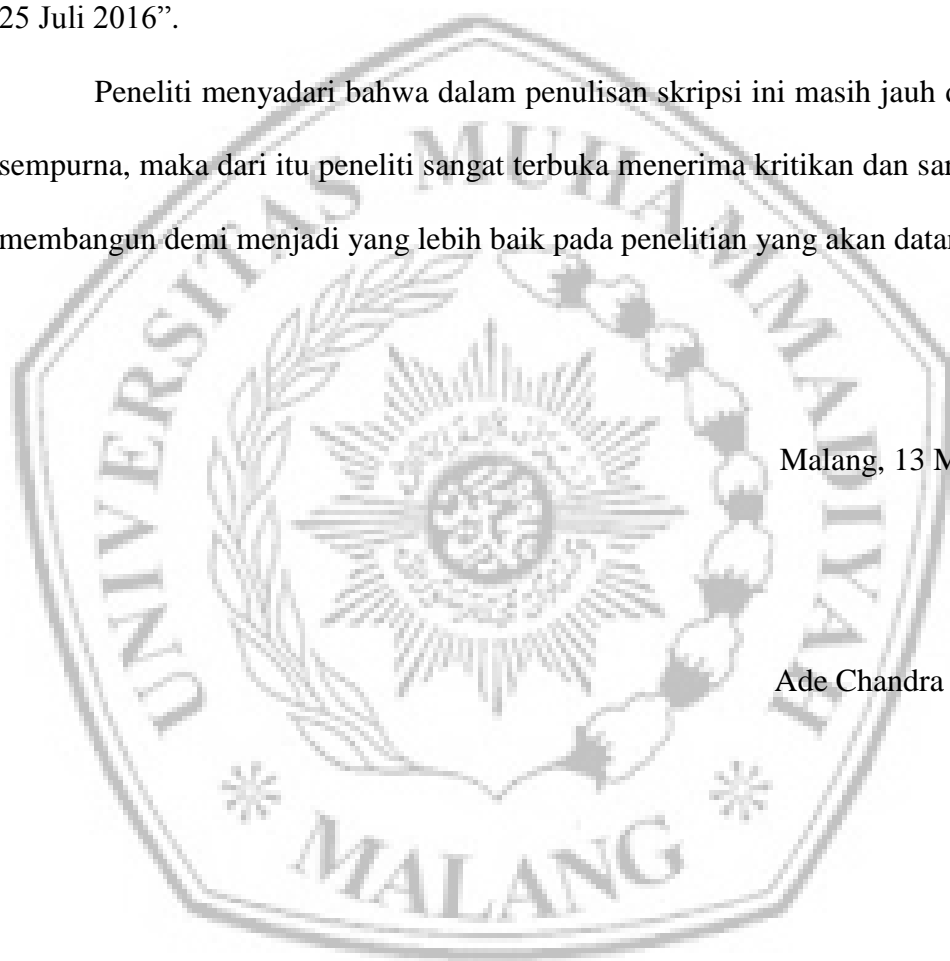 25 Juli 2016”.
Peneliti menyadari bahwa dalam penulisan skripsi ini masih jauh
sempurna, maka dari itu peneliti sangat terbuka menerima kritikan dan
membangun demi menjadi yang lebih baik pada penelitian yang akan
Malang, 13
Ade Chandra
UNIVERSITAS MUHAMMADIYAH
MALANG